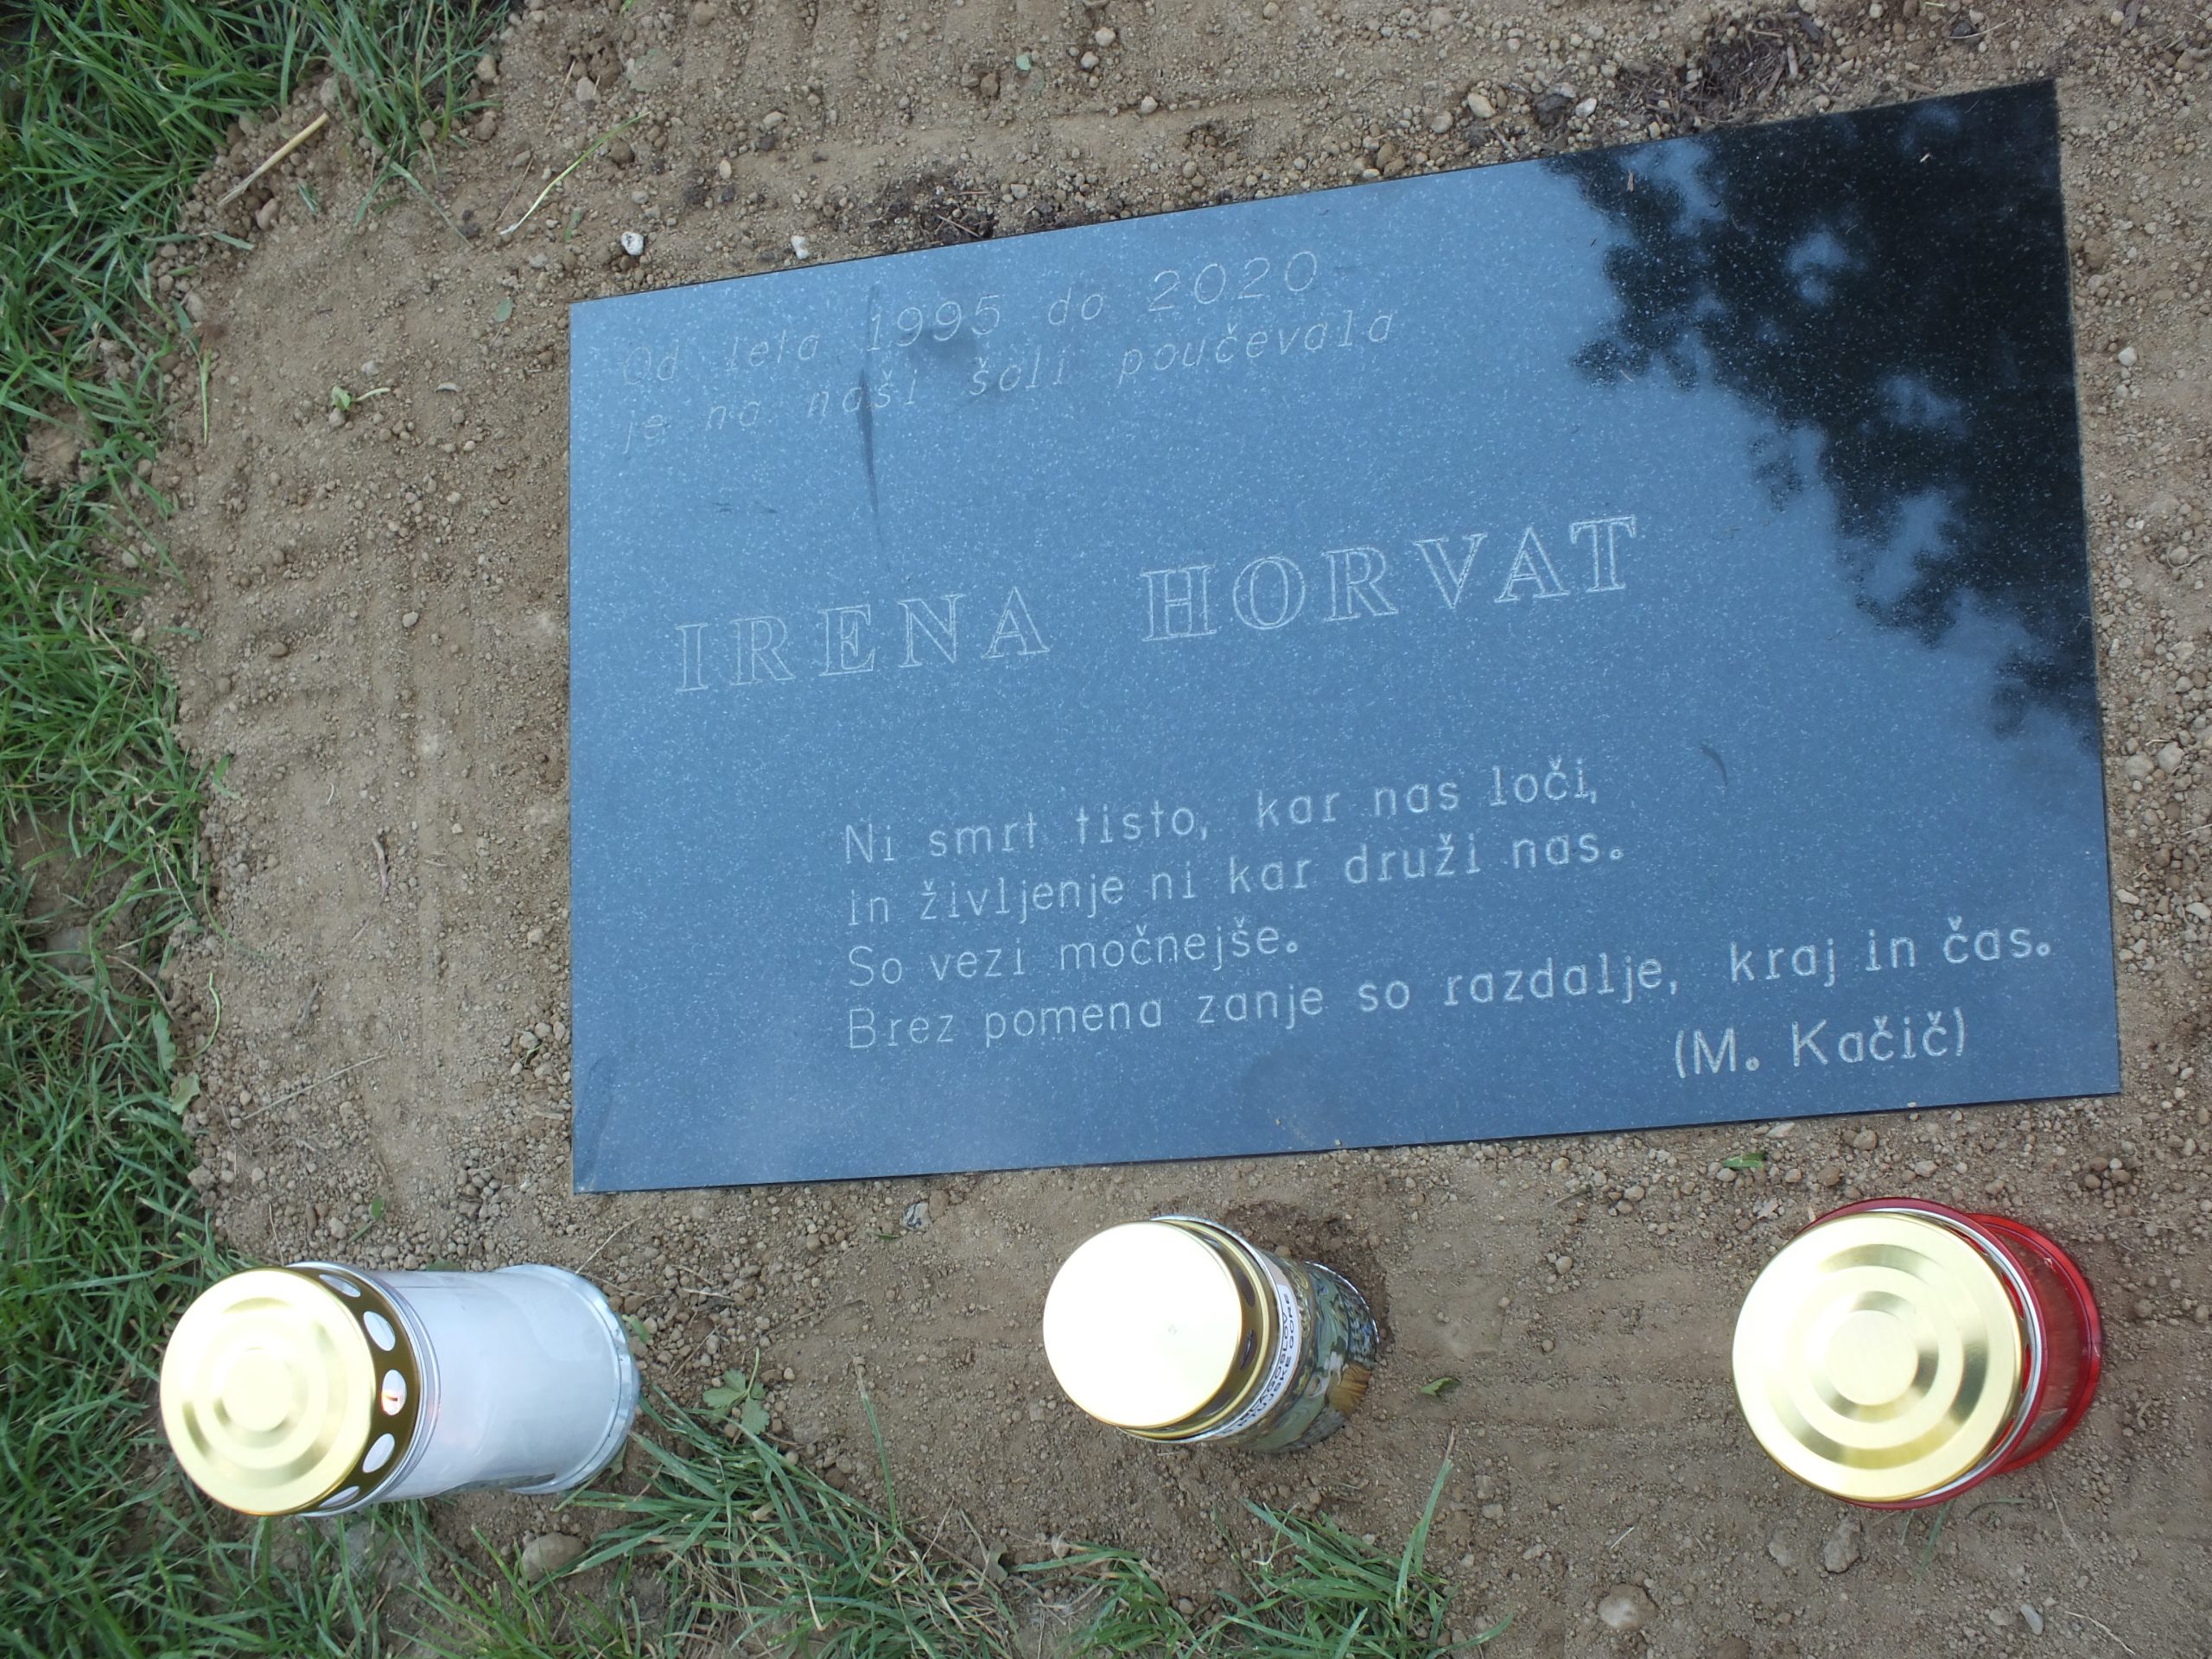 Od leta 1995 do 2020
je na naši šoli poučevala
IRENA HORVAT
Ni smrt tisto, kar nas loči,
in življenje ni kar druži nas.
So vezi močnejše.
Brez pomena zanje so razdalje, kraj in čas.
(M. Kačič)